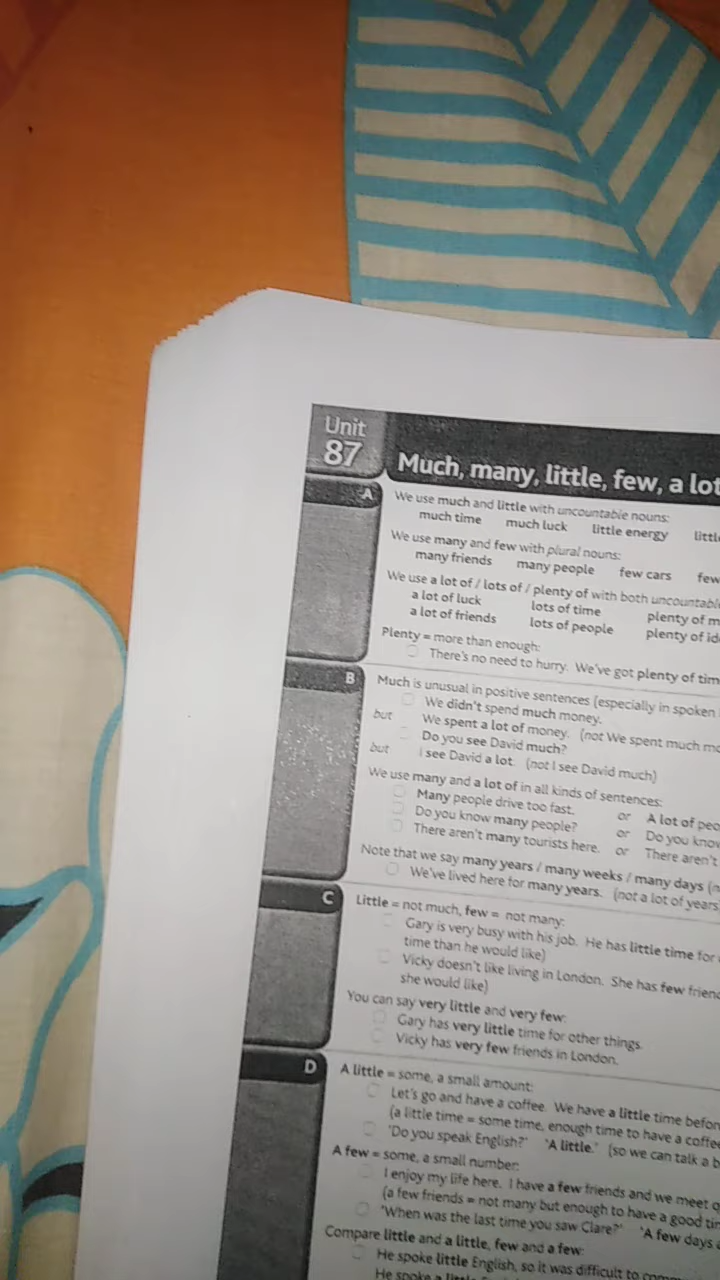 Unit
87
Much, many, little, few, a lot
A
We use much and little with uncountable nouns:
much time much luck little energy
We use many and few with plural nouns:
many friends many people few cars few
We use a lot of / lots of / plenty of with both
a lot of luck lots of time plenty of
a lot of friends lots of people plenty of
Plenty = more than enough:
There's no need to hurry. We've got plenty of
B
Much is unusual in positive sentences (especially in spoken
We didn't spend much money.
but We spent a lot of money. (not We spent much
Do you see David much?
but I see David a lot. (not I see David much)
We use many and a lot of in all kinds of sentences:
Many people drive too fast. or A lot of
Do you know many people? or Do you
There aren't many tourists here. or There aren't
Note that we say many years / many weeks / many days
We've lived here for many years. (not a lot of years
C
Little = not much, few = not many:
Gary is very busy with his job. He has little time for
time than he would like)
Vicky doesn't like living in London. She has few
she would like)
You can say very little and very few:
Gary has very little time for other things.
Vicky has very few friends in London.
D
A little = some, a small amount:
Let's go and have a coffee. We have a little time
(a little time = some time, enough time to have a
'Do you speak English?' 'A little.' (so we can talk a
A few = some, a small number:
I enjoy my life here. I have a few friends and we meet
(a few friends = not many but enough to have a good
'When was the last time you saw Clare?' 'A few days
Compare little and a little, few and a few:
He spoke little English, so it was difficult to
He spoke a